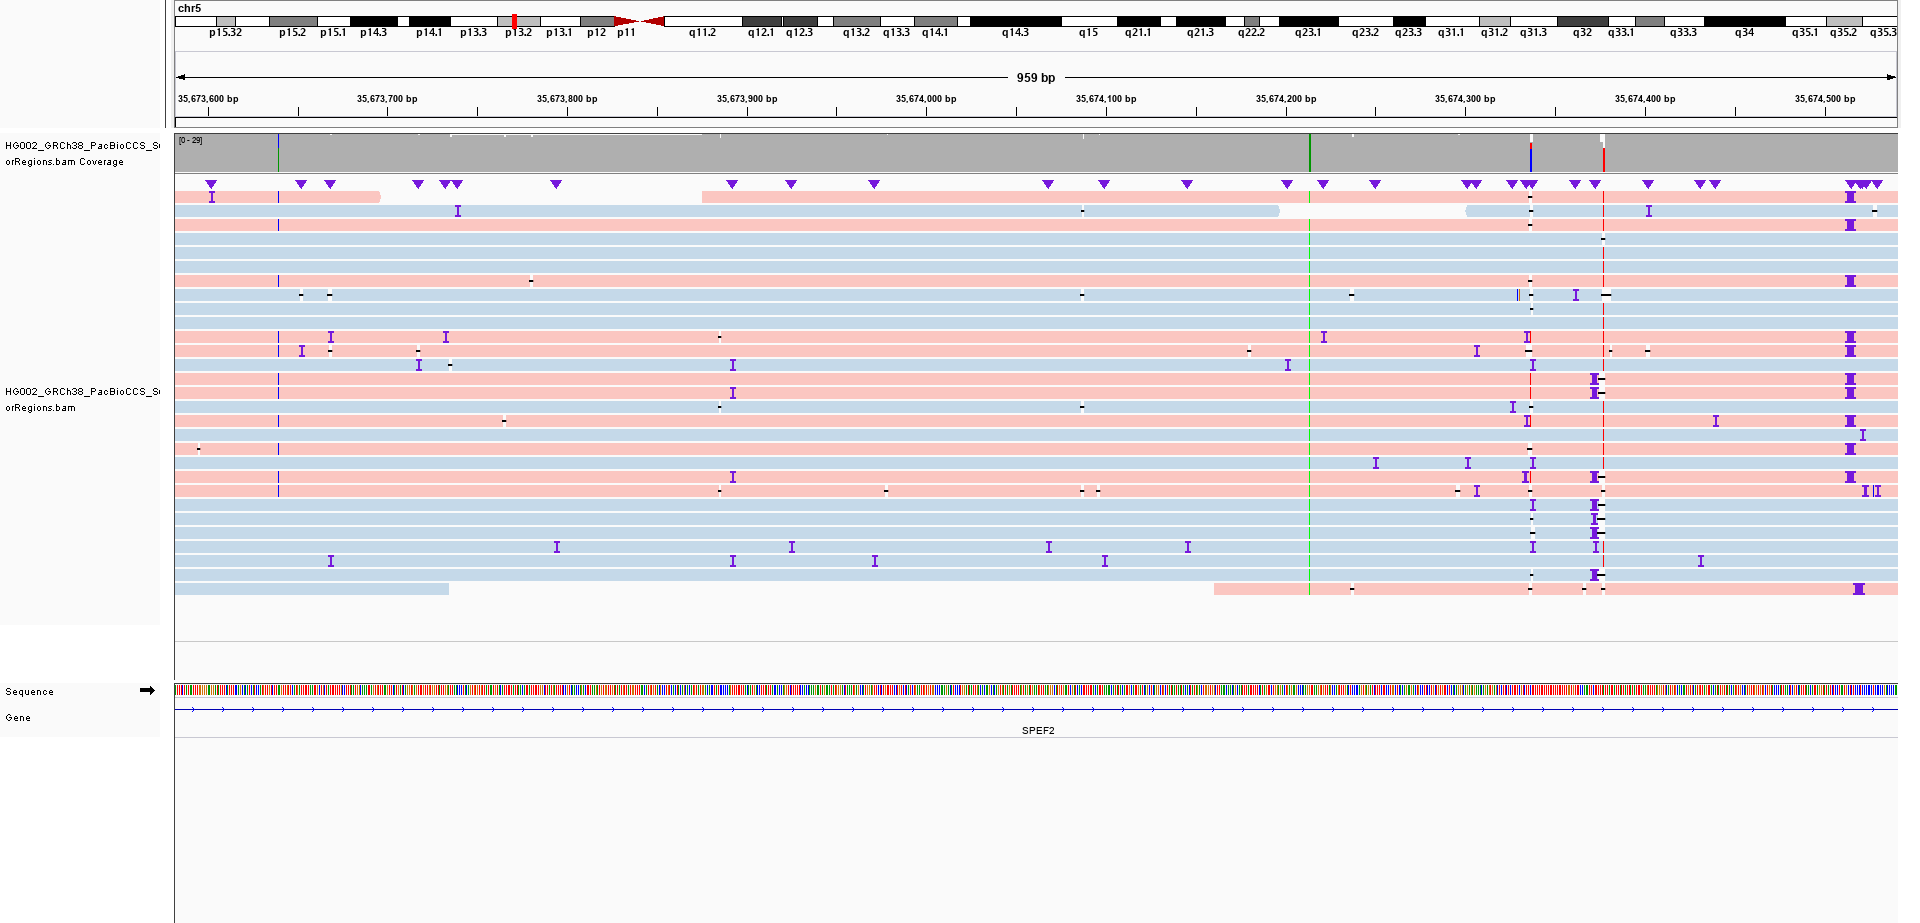 chr5
p15.32 p15.2 p15.1 p14.3 p14.1 p13.3 p13.2 p13.1 p12 p11 q11.2 q12.1 q12.3 q13.2 q13.3 q14.1 q14.3 q15 q21.1 q21.3 q22.2 q23.1 q23.2 q23.3 q31.1 q31.2 q31.3 q32 q33.1 q33.3 q34 q35.1 q35.2 q35.3
959 bp
35,673,600 bp 35,673,700 bp 35,673,800 bp 35,673,900 bp 35,674,000 bp 35,674,100 bp 35,674,200 bp 35,674,300 bp 35,674,400 bp 35,674,500 bp
[0 - 29]
HG002_GRCh38_PacBioCCS_S
orRegions.bam Coverage
HG002_GRCh38_PacBioCCS_S
orRegions.bam
Sequence
Gene
SPEF2